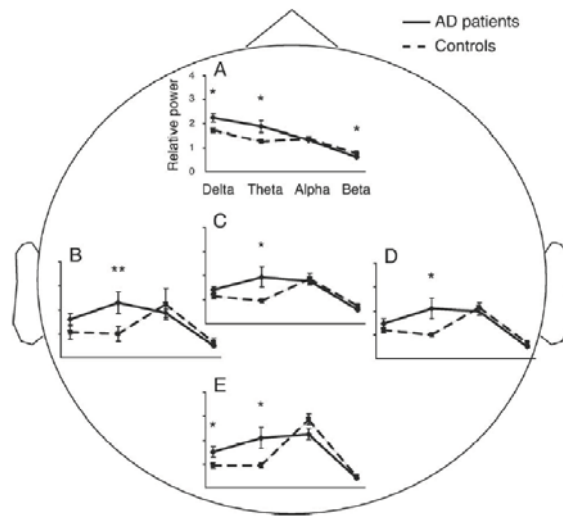 AD patients
Controls
A
Relative power
4
3
2
1
0
* * *
Delta Theta Alpha Beta
C
*
B
**
D
*
E
* *